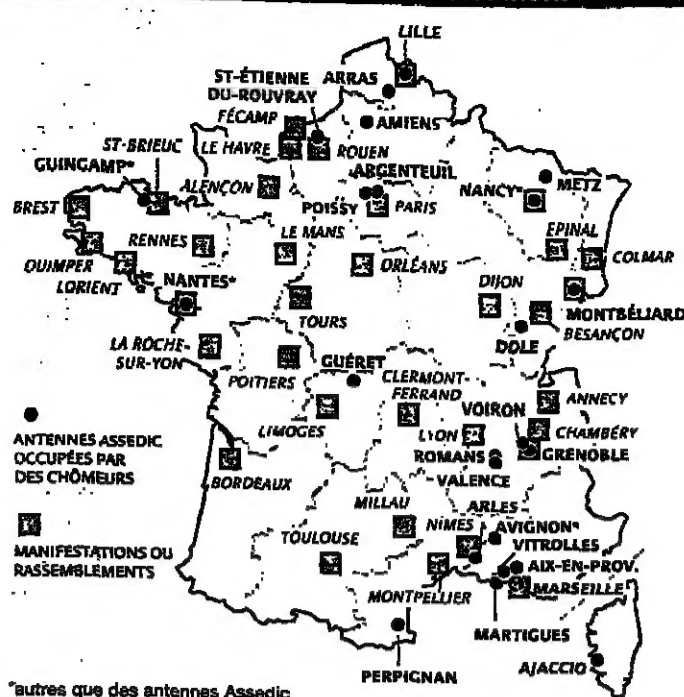 LILLE
ST-ÉTIENNE
DU-ROUVRAY
ARRAS
FÉCAMP
AMIENS
ST-BRIEUC
LE HAVRE
ROUEN
GUINGAMP*
ARGENTEUIL
ALENÇON
NANCY*
METZ
BREST
POISSY
PARIS
RENNES
LE MANS
EPINAL
COLMAR
QUIMPER
ORLÉANS
LORIENT
NANTES*
DIJON
MONTBÉLIARD
TOURS
BESANÇON
LA ROCHE-
SUR-YON
DOLE
POITIERS
GUÉRET
CLERMONT-
FERRAND
ANNECY
VOIRON
LIMOGES
CHAMBÉRY
LYON
GRENOBLE
ANTENNES ASSEDIC
OCCUPÉES PAR
DES CHÔMEURS
ROMANS
BORDEAUX
VALENCE
MILLAU
ARLES
NÎMES
AVIGNON*
TOULOUSE
VITROLLES
MANIFESTATIONS OU
RASSEMBLEMENTS
AIX-EN-PROV.
MARSEILLE
MONTPELLIER
MARTIGUES
PERPIGNAN
AJACCIO
*autres que des antennes Assedic